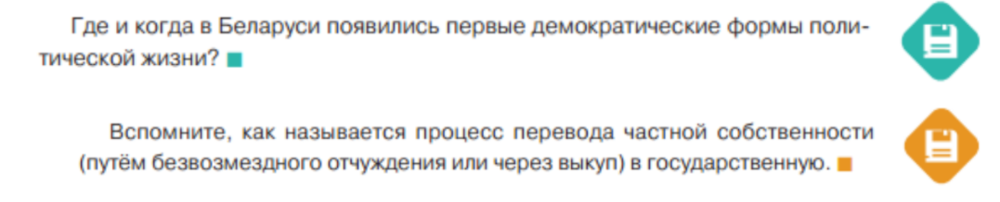 Где и когда в Беларуси появились первые демократические формы поли-
тической жизни?
Вспомните, как называется процесс перевода частной собственности
(путём безвозмездного отчуждения или через выкуп) в государственную.